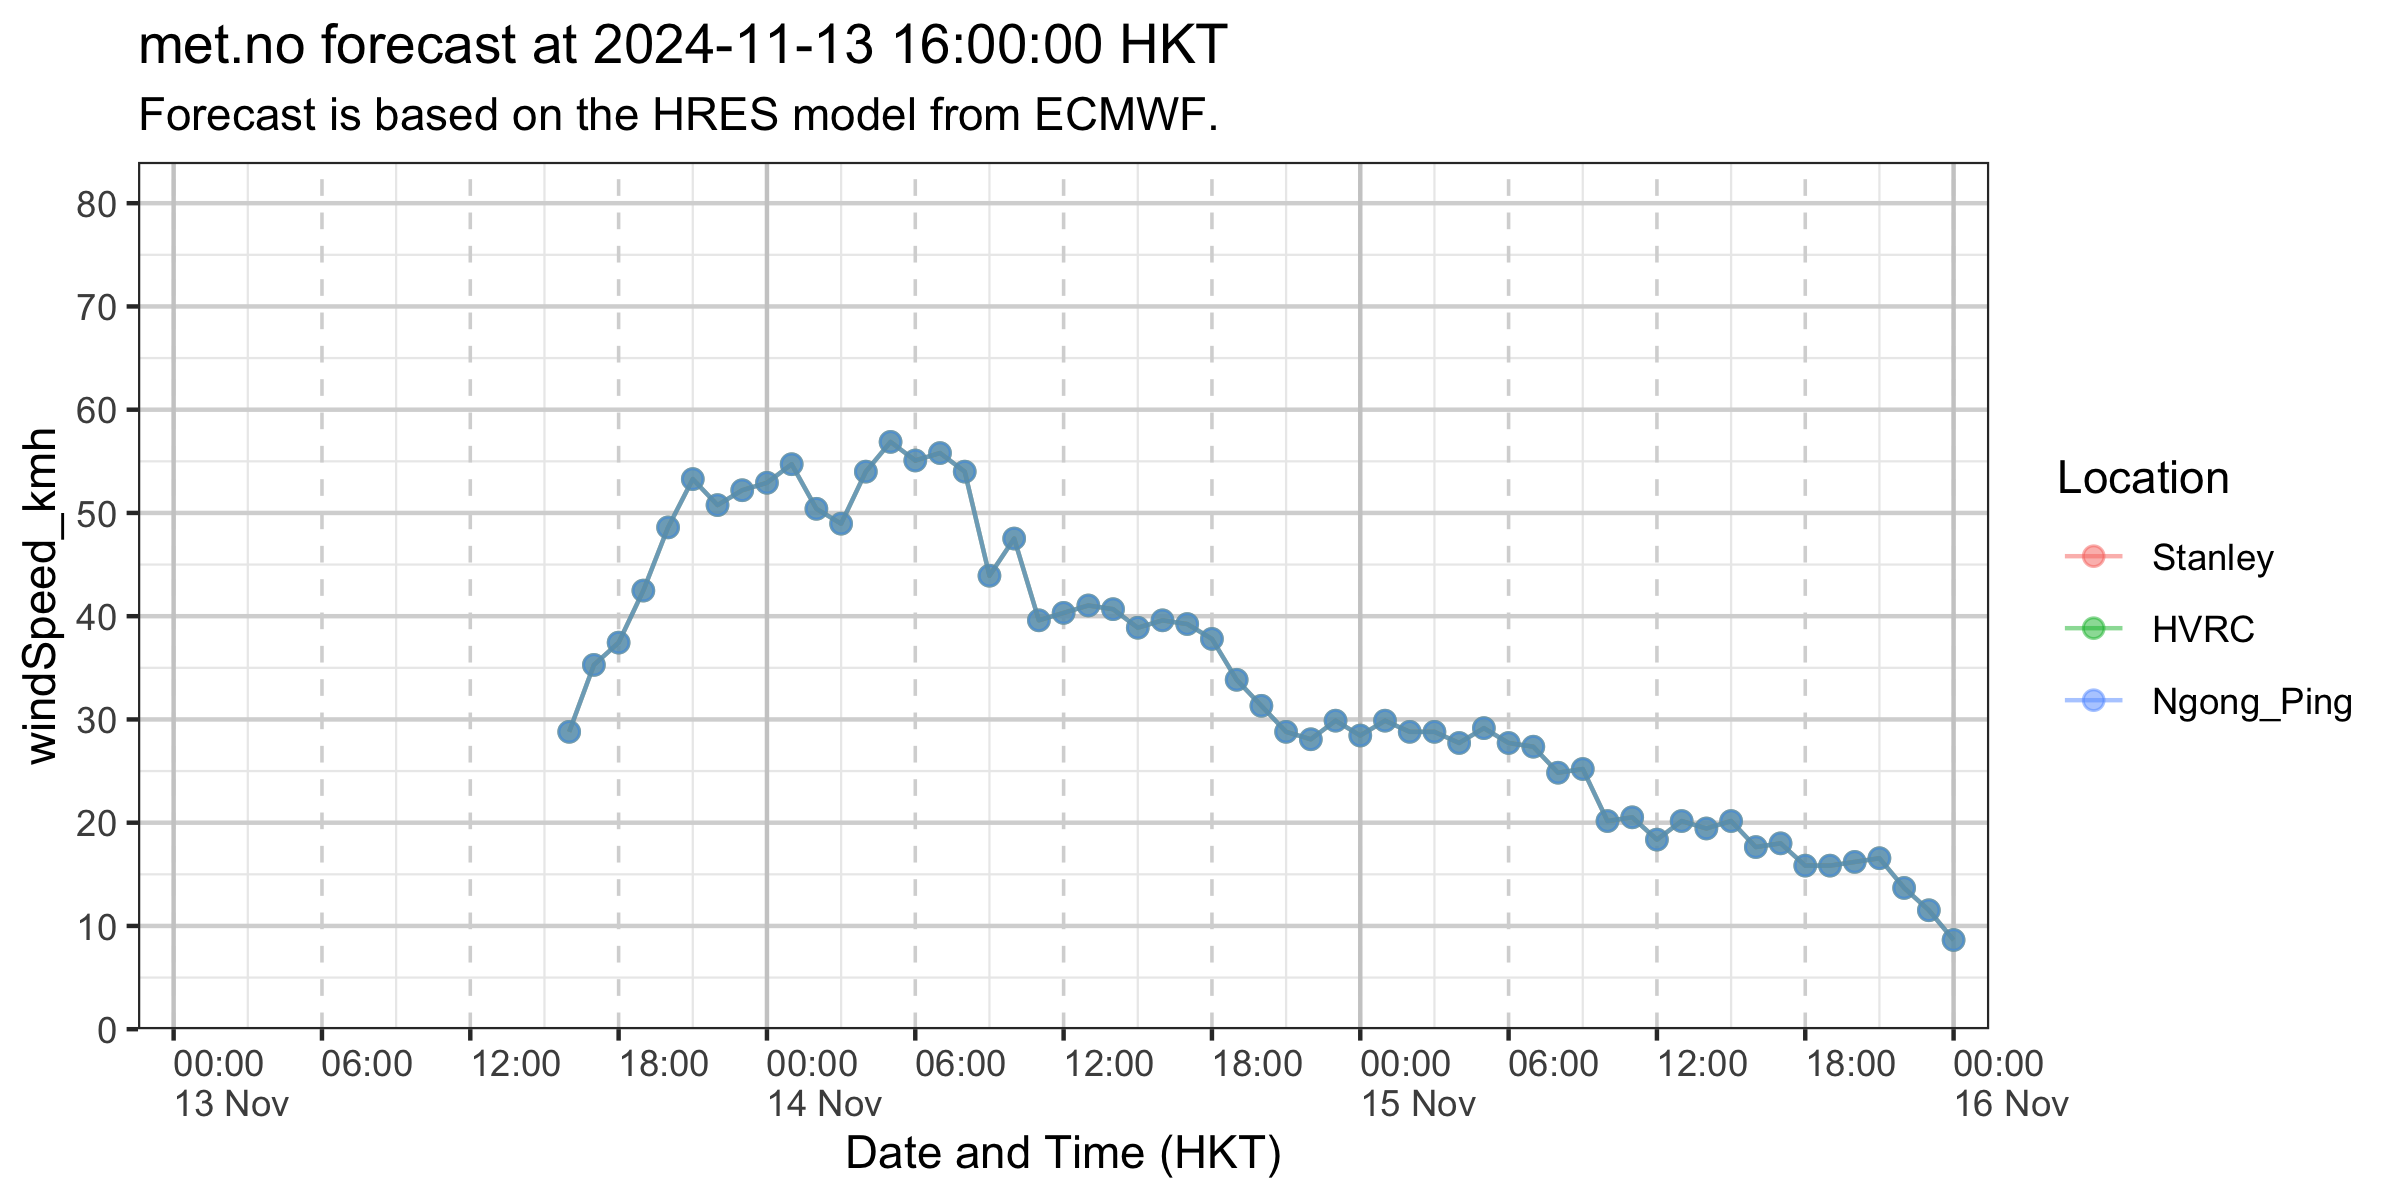 met.no forecast at 2024-11-13 16:00:00 HKT
Forecast is based on the HRES model from ECMWF.
windSpeed_kmh
80
70
60
50
40
30
20
10
0
00:00 06:00 12:00 18:00 00:00 06:00 12:00 18:00 00:00 06:00 12:00 18:00 00:00
13 Nov 14 Nov 15 Nov 16 Nov
Date and Time (HKT)
Location
Stanley
HVRC
Ngong_Ping